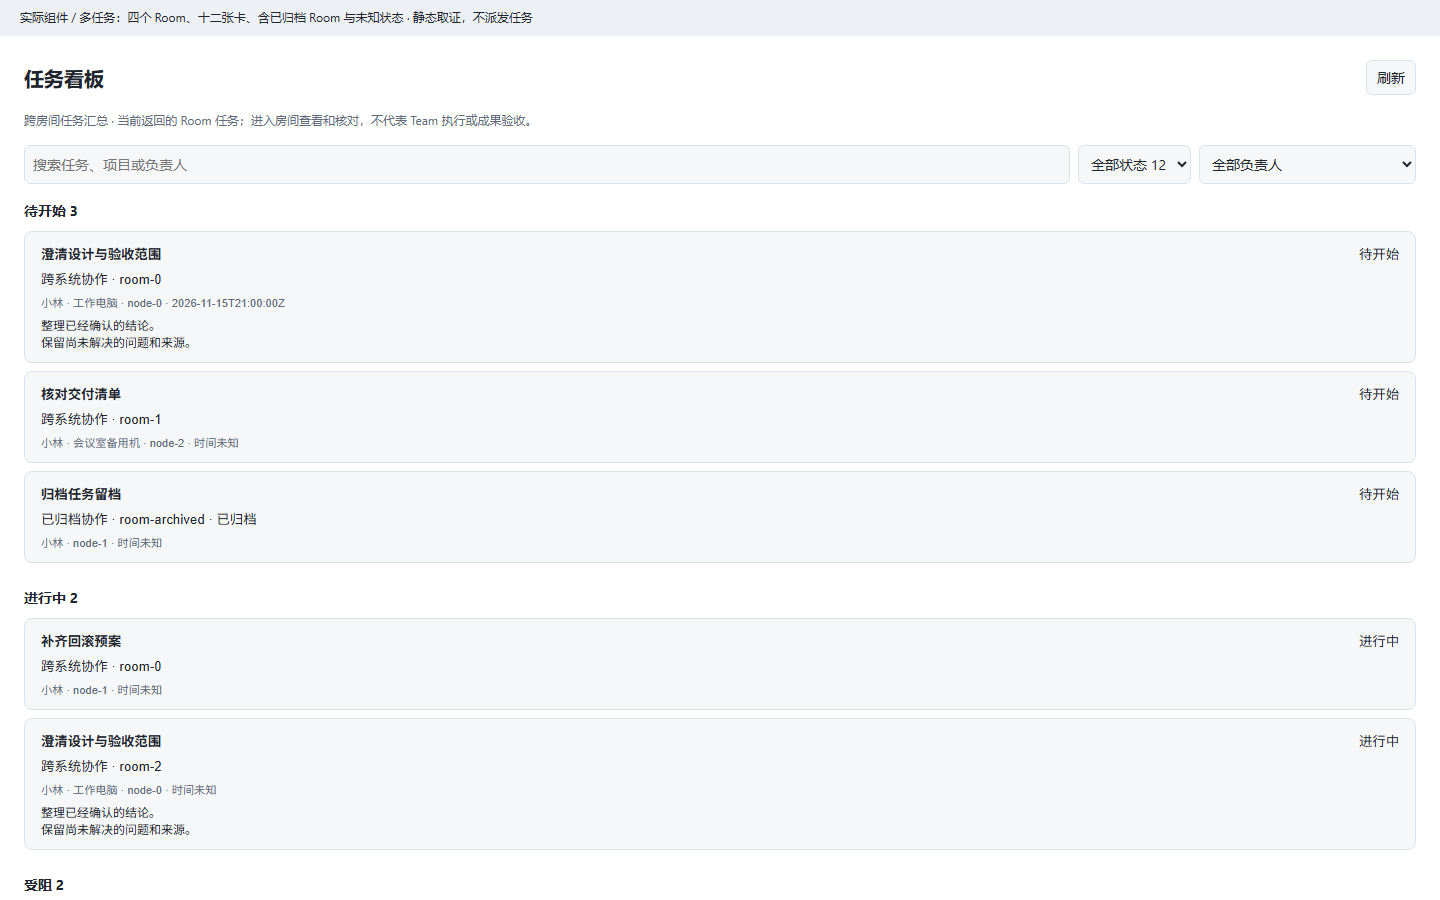 实际组件 / 多任务：四个 Room、十二张卡、含已归档 Room 与未知状态 · 静态取证，不派发任务
任务看板
刷新
跨房间任务汇总 · 当前返回的 Room 任务；进入房间查看和核对，不代表 Team 执行或成果验收。
搜索任务、项目或负责人
全部状态 12
全部负责人
待开始 3
澄清设计与验收范围
待开始
跨系统协作 · room-0
小林 · 工作电脑 · node-0 · 2026-11-15T21:00:00Z
整理已经确认的结论。
保留尚未解决的问题和来源。
核对交付清单
待开始
跨系统协作 · room-1
小林 · 会议室备用机 · node-2 · 时间未知
归档任务留档
待开始
已归档协作 · room-archived · 已归档
小林 · node-1 · 时间未知
进行中 2
补齐回滚预案
进行中
跨系统协作 · room-0
小林 · node-1 · 时间未知
澄清设计与验收范围
进行中
跨系统协作 · room-2
小林 · 工作电脑 · node-0 · 时间未知
整理已经确认的结论。
保留尚未解决的问题和来源。
受阻 2